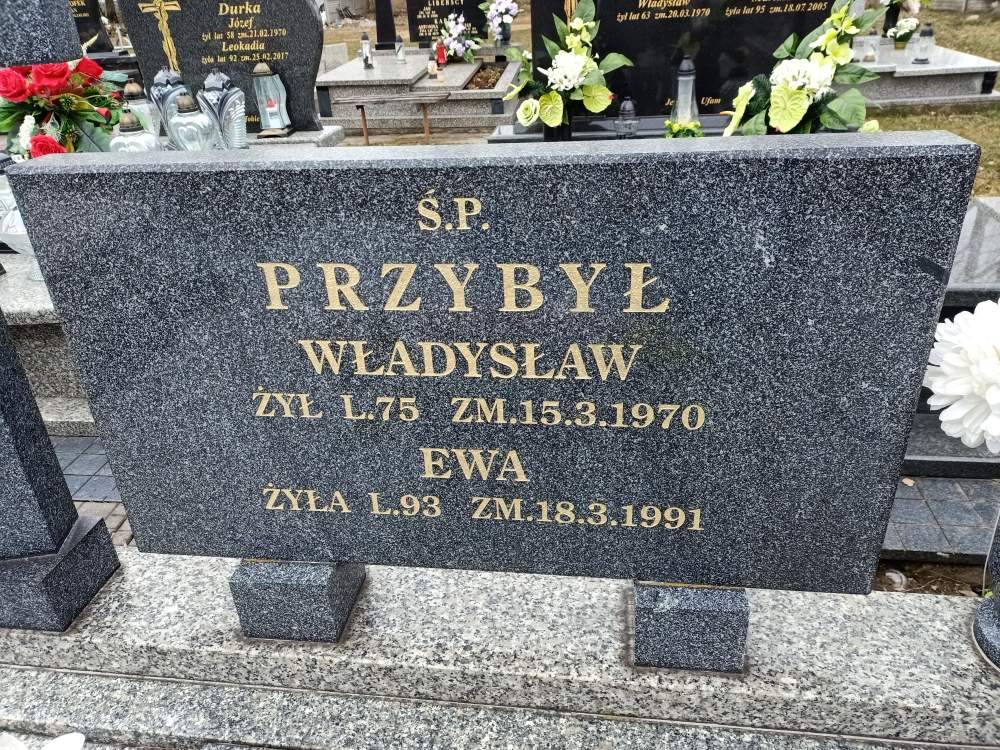 Durka
Józef
żył lat 58 zm.21.02.1970
Leokadia
żyła lat 92 zm.25.02.2017
LIBERSCY
Władysław
żył lat 63 zm.20.03.1970
żyła lat 95 zm.18.07.2005
Ufam
Ś.P.
PRZYBYŁ
WŁADYSŁAW
ŻYŁ L.75 ZM.15.3.1970
EWA
ŻYŁA L.93 ZM.18.3.1991